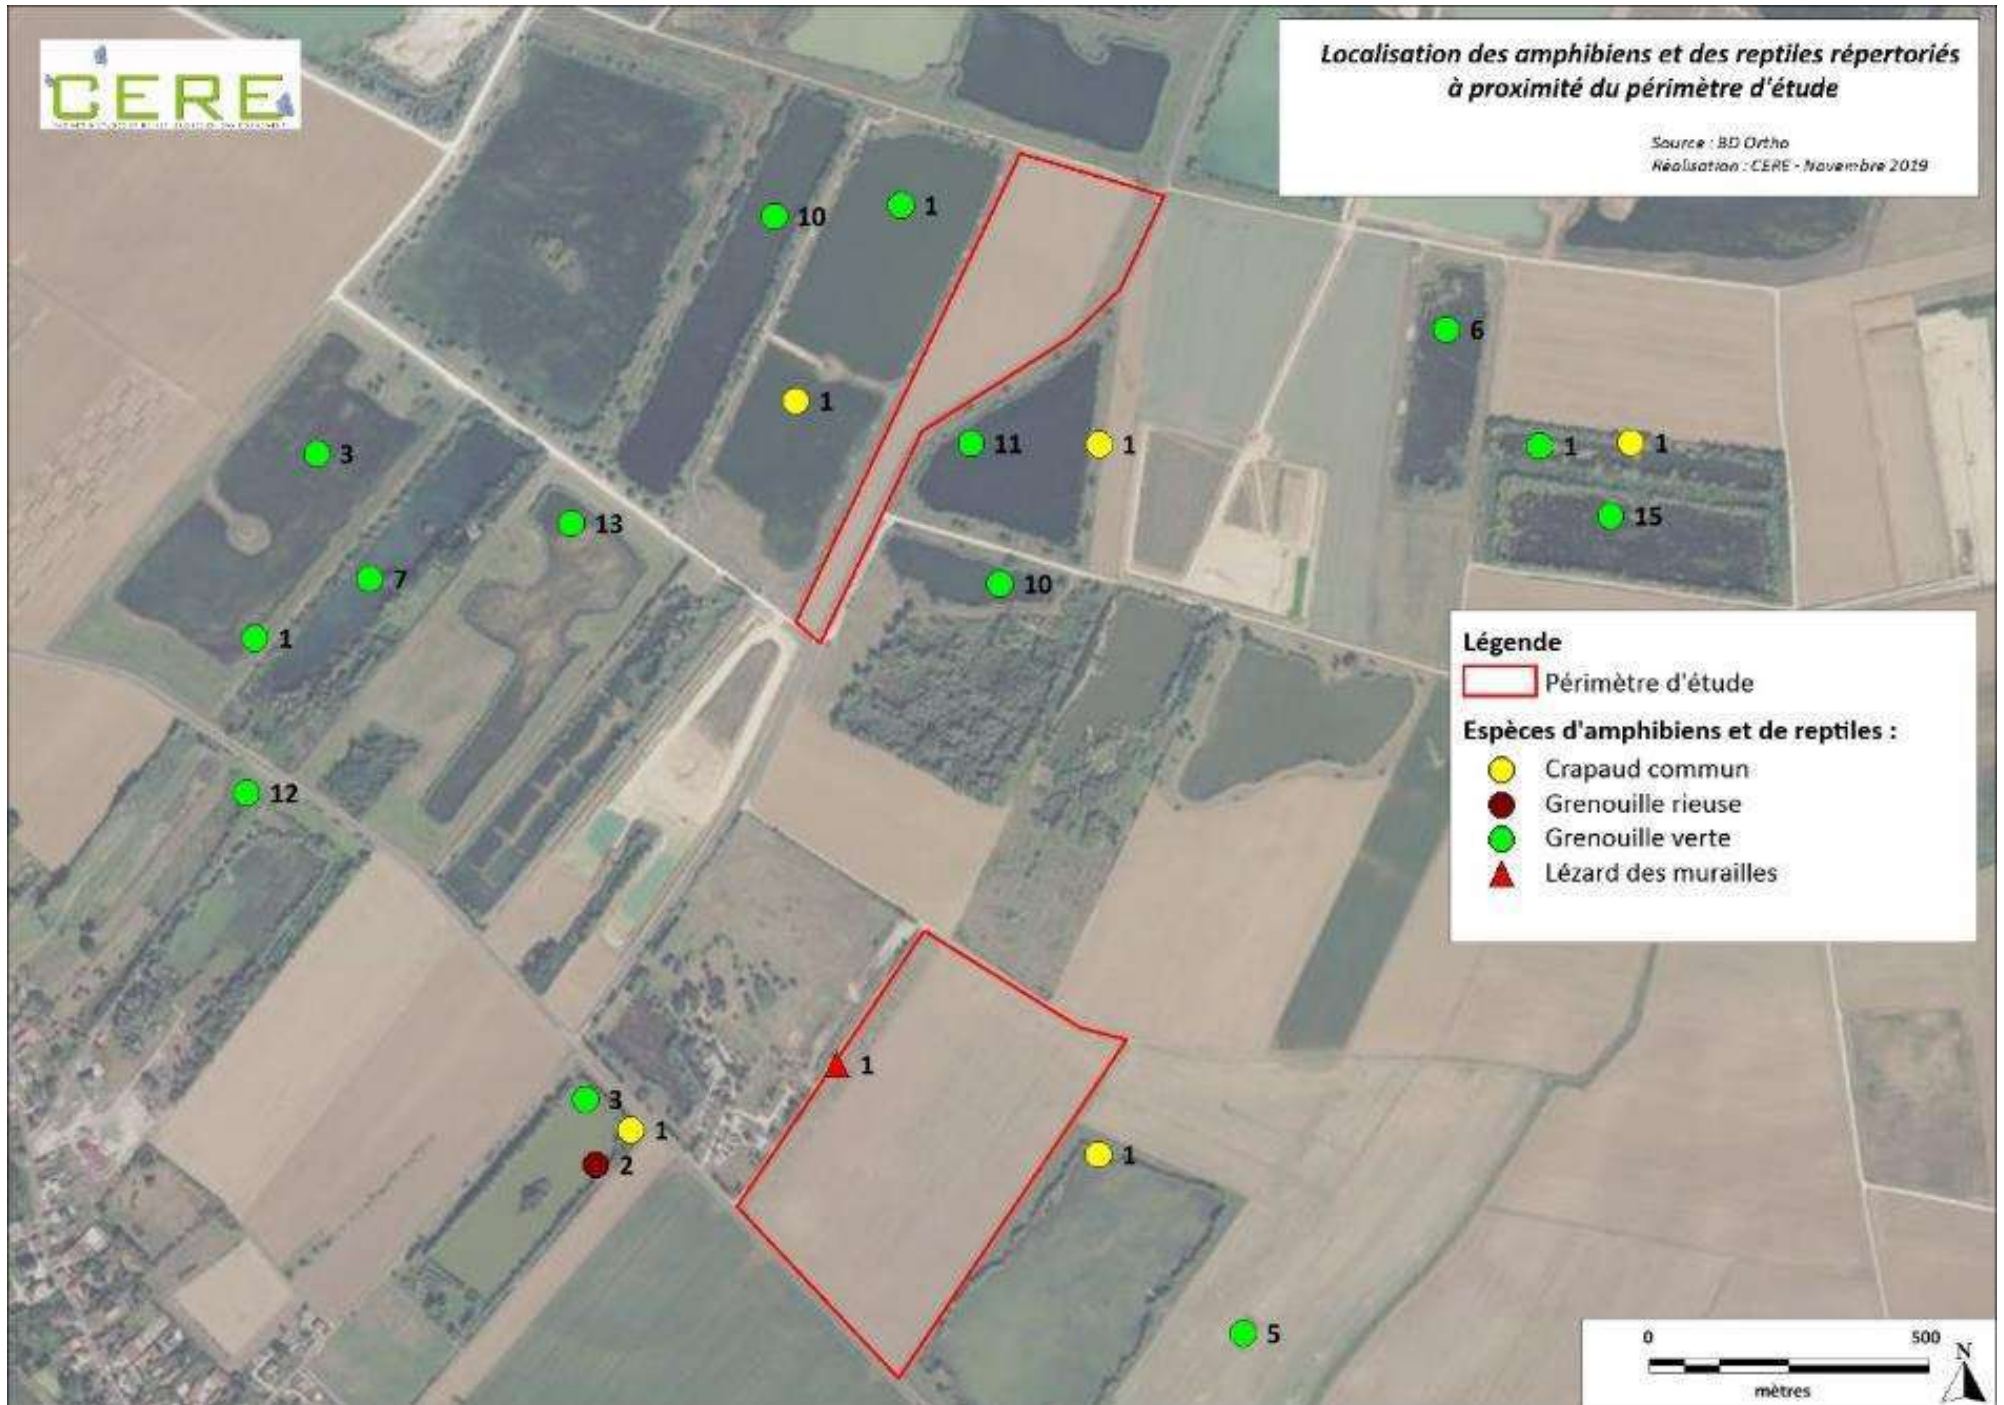 CERE
Localisation des amphibiens et des reptiles répertoriés
à proximité du périmètre d'étude
Source : BD Ortho
Réalisation : CERE - Novembre 2019
10
1
6
1
3
11
1
1
1
15
13
7
10
1
12
Légende
Périmètre d'étude
Espèces d'amphibiens et de reptiles :
Crapaud commun
Grenouille rieuse
Grenouille verte
Lézard des murailles
1
3
1
2
1
5
0 500
N
mètres